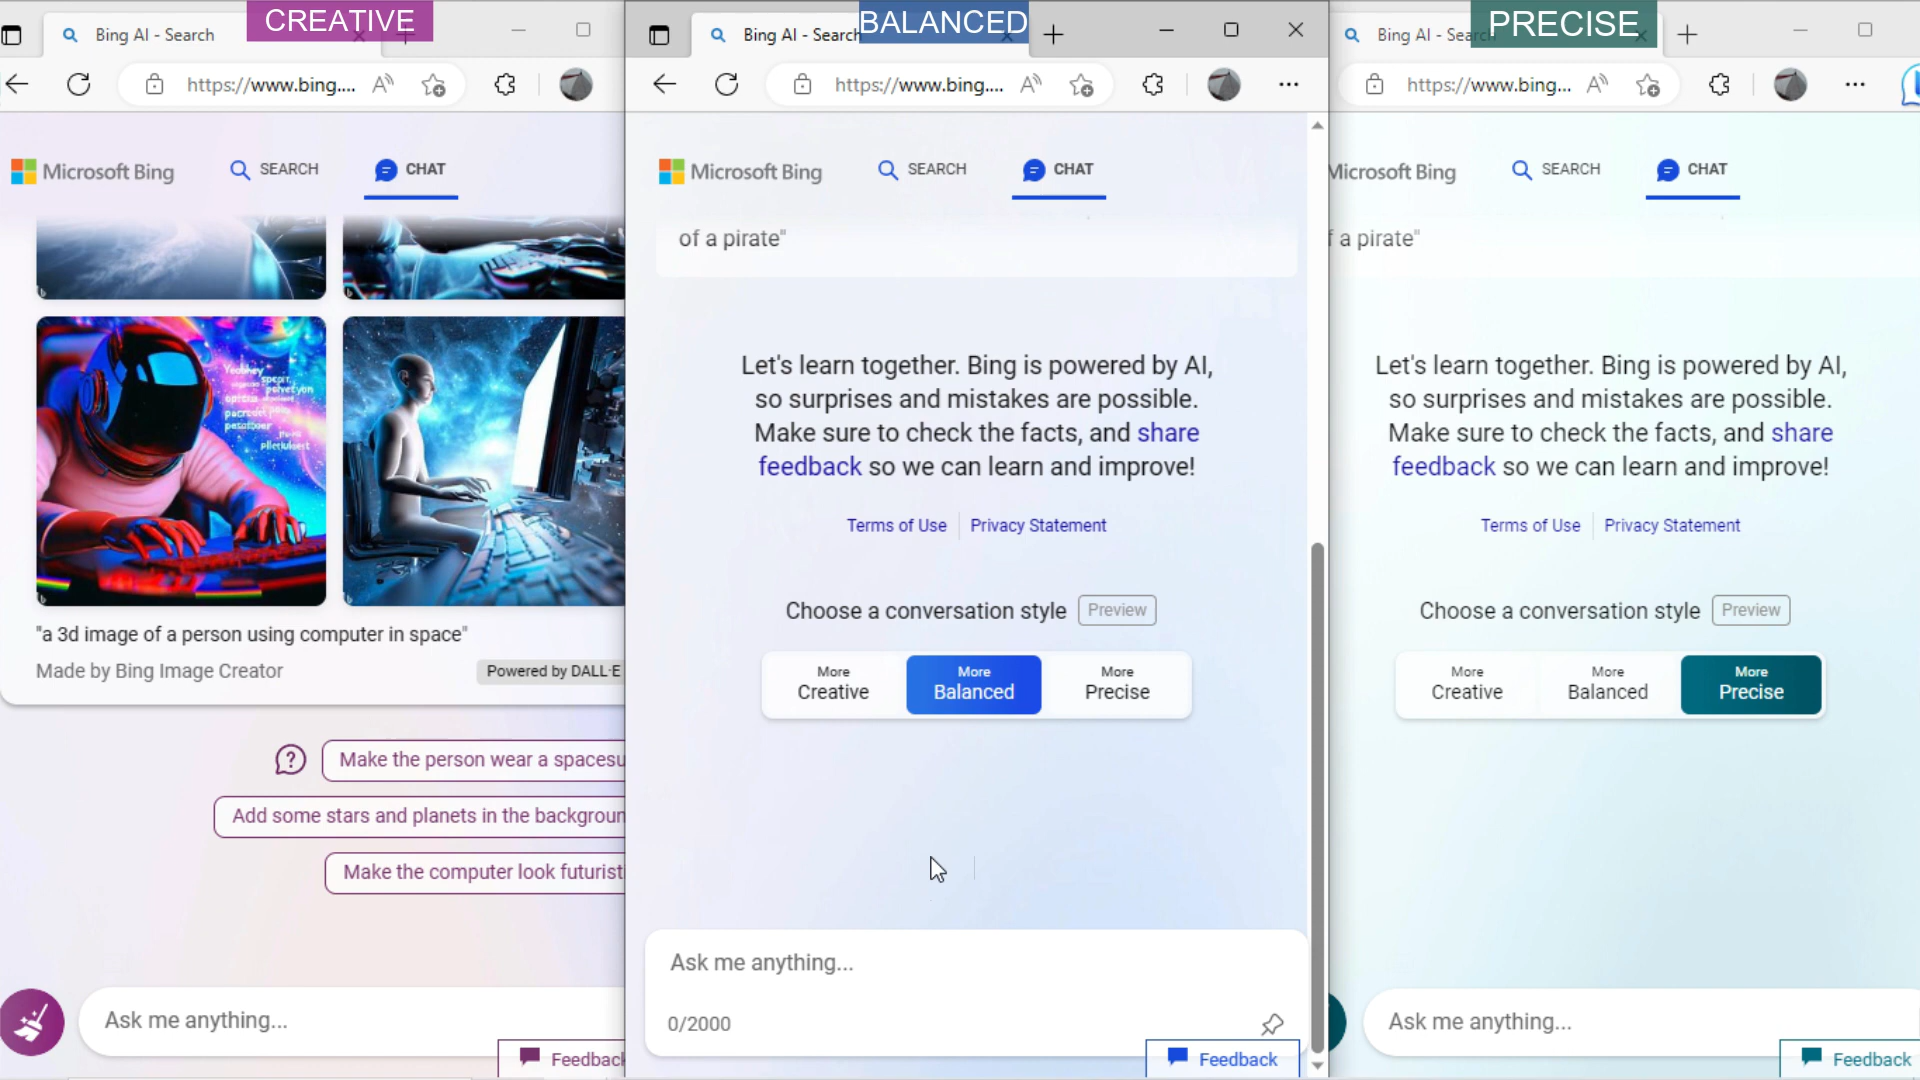 CREATIVE
Bing AI - Search
https://www.bing....
Microsoft Bing
SEARCH
CHAT
"a 3d image of a person using computer in space"
Made by Bing Image Creator
Powered by DALL·E
Make the person wear a spacesu
Add some stars and planets in the backgroun
Make the computer look futurist
Ask me anything...
Feedback
BALANCED
Bing AI - Search
https://www.bing....
Microsoft Bing
SEARCH
CHAT
of a pirate"
Let's learn together. Bing is powered by AI,
so surprises and mistakes are possible.
Make sure to check the facts, and share
feedback so we can learn and improve!
Terms of Use
Privacy Statement
Choose a conversation style Preview
More
Creative
More
Balanced
More
Precise
Ask me anything...
0/2000
Feedback
PRECISE
Bing AI - Search
https://www.bing...
Microsoft Bing
SEARCH
CHAT
f a pirate"
Let's learn together. Bing is powered by AI,
so surprises and mistakes are possible.
Make sure to check the facts, and share
feedback so we can learn and improve!
Terms of Use
Privacy Statement
Choose a conversation style Preview
More
Creative
More
Balanced
More
Precise
Ask me anything...
Feedback